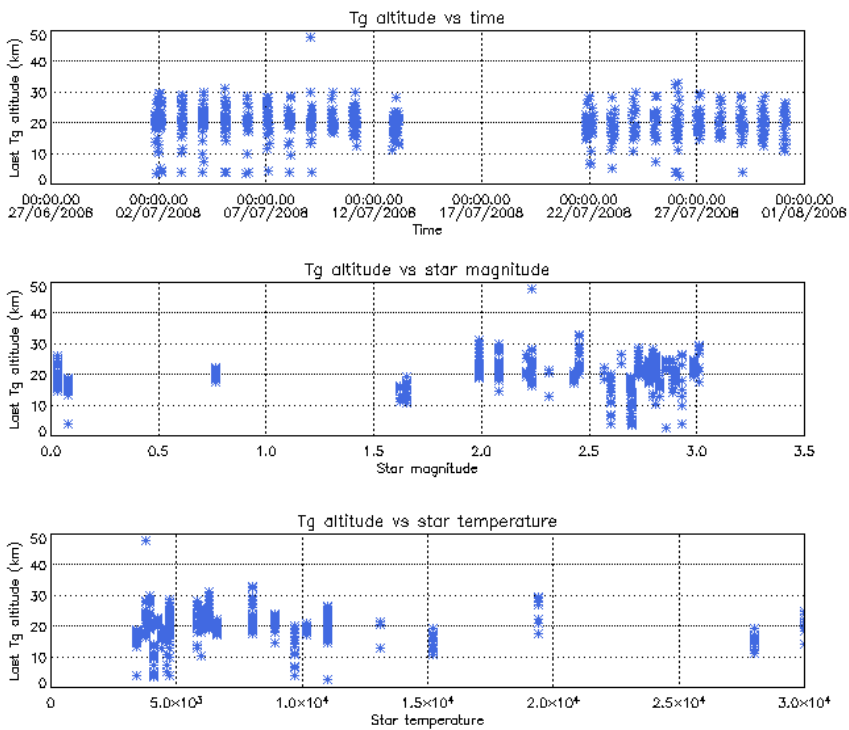 Tg altitude vs time
Last Tg altitude (km)
50
40
30
20
10
0
00:00.00 00:00.00 00:00.00 00:00.00 00:00.00 00:00.00 00:00.00 00:00.00
27/06/2008 02/07/2008 07/07/2008 12/07/2008 17/07/2008 22/07/2008 27/07/2008 01/08/2008
Time
Tg altitude vs star magnitude
Last Tg altitude (km)
50
40
30
20
10
0
0.0 0.5 1.0 1.5 2.0 2.5 3.0 3.5
Star magnitude
Tg altitude vs star temperature
Last Tg altitude (km)
50
40
30
20
10
0
0 5.0×10³ 1.0×10⁴ 1.5×10⁴ 2.0×10⁴ 2.5×10⁴ 3.0×10⁴
Star temperature